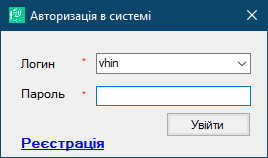 Авторизація в системі
Логин * vhin
Пароль *
Увійти
Реєстрація